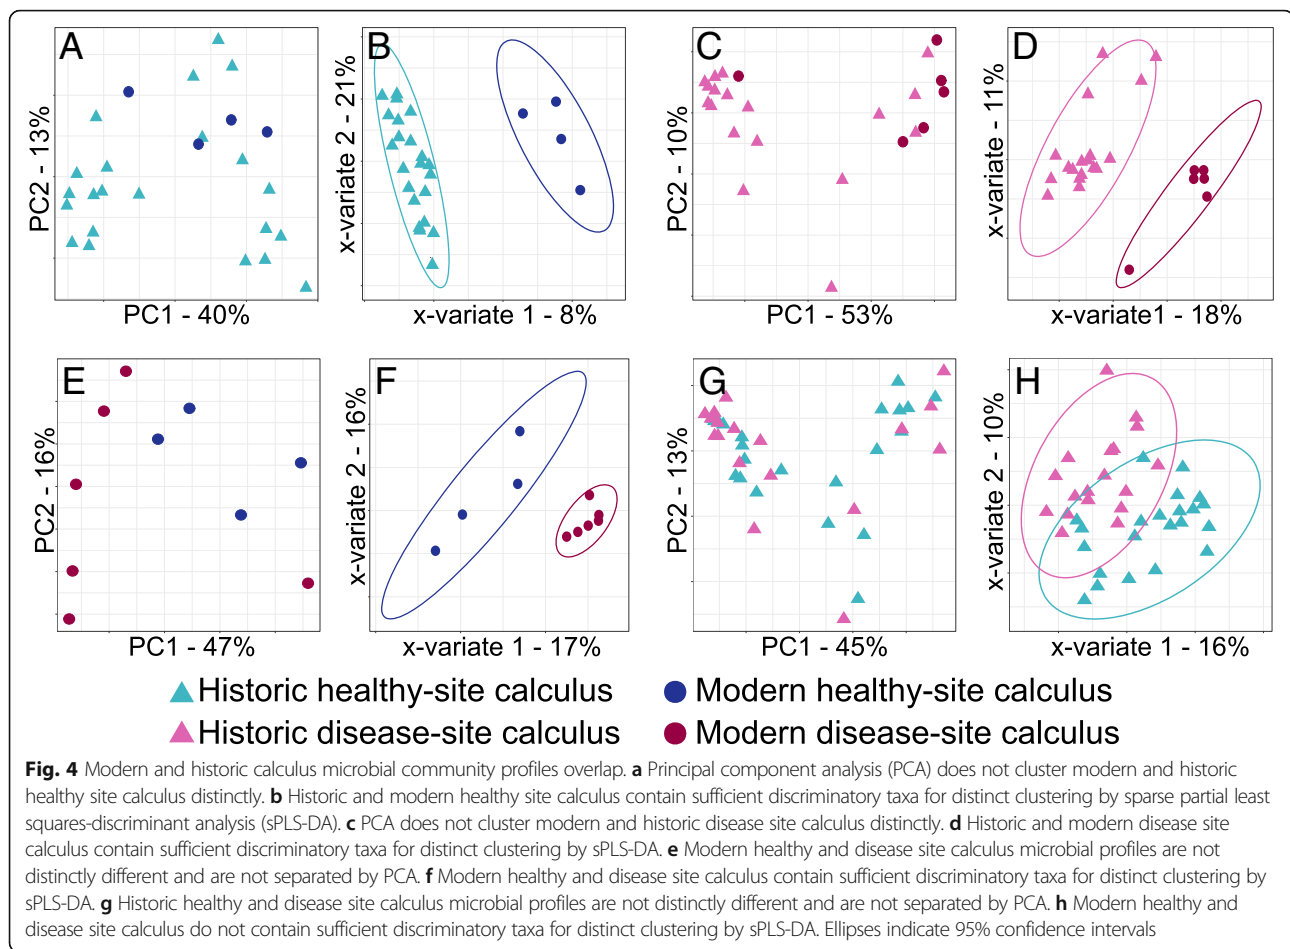 A
PC2 - 13%
PC1 - 40%
B
x-variate 2 - 21%
x-variate 1 - 8%
C
PC2 - 10%
PC1 - 53%
D
x-variate - 11%
x-variate1 - 18%
E
PC2 - 16%
PC1 - 47%
F
x-variate 2 - 16%
x-variate 1 - 17%
G
PC2 - 13%
PC1 - 45%
H
x-variate 2 - 10%
x-variate 1 - 16%
Historic healthy-site calculus
Modern healthy-site calculus
Historic disease-site calculus
Modern disease-site calculus
Fig. 4 Modern and historic calculus microbial community profiles overlap. a Principal component analysis (PCA) does not cluster modern and historic
healthy site calculus distinctly. b Historic and modern healthy site calculus contain sufficient discriminatory taxa for distinct clustering by sparse partial least
squares-discriminant analysis (sPLS-DA). c PCA does not cluster modern and historic disease site calculus distinctly. d Historic and modern disease site
calculus contain sufficient discriminatory taxa for distinct clustering by sPLS-DA. e Modern healthy and disease site calculus microbial profiles are not
distinctly different and are not separated by PCA. f Modern healthy and disease site calculus contain sufficient discriminatory taxa for distinct clustering by
sPLS-DA. g Historic healthy and disease site calculus microbial profiles are not distinctly different and are not separated by PCA. h Modern healthy and
disease site calculus do not contain sufficient discriminatory taxa for distinct clustering by sPLS-DA. Ellipses indicate 95% confidence intervals